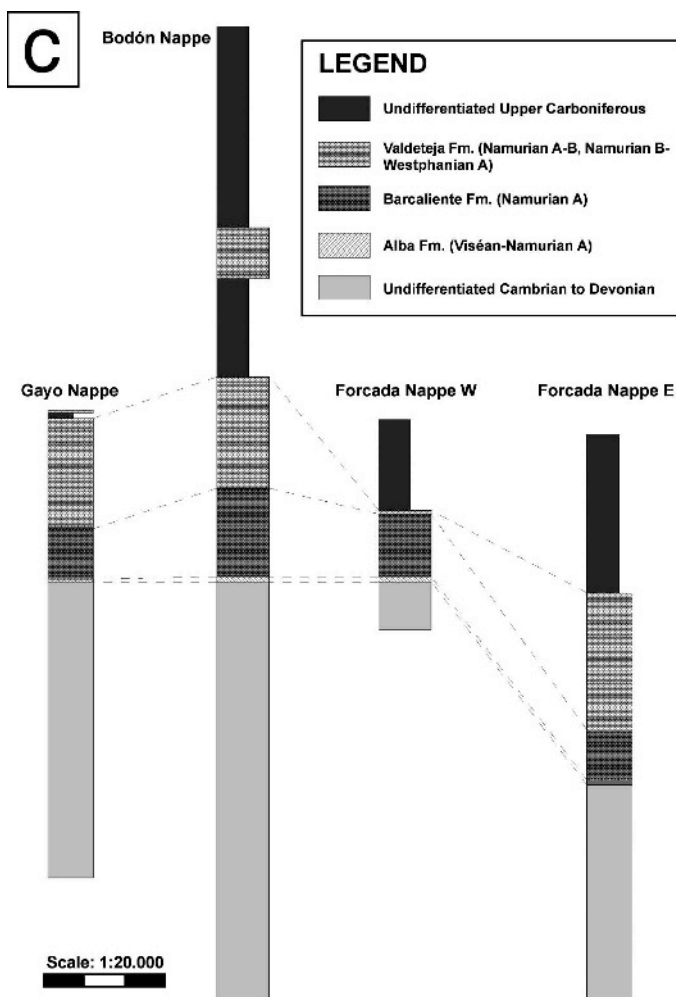 C
Bodón Nappe
LEGEND
Undifferentiated Upper Carboniferous
Valdeteja Fm. (Namurian A-B, Namurian B-
Westphanian A)
Barcaliente Fm. (Namurian A)
Alba Fm. (Viséan-Namurian A)
Undifferentiated Cambrian to Devonian
Gayo Nappe
Forcada Nappe W
Forcada Nappe E
Scale: 1:20.000